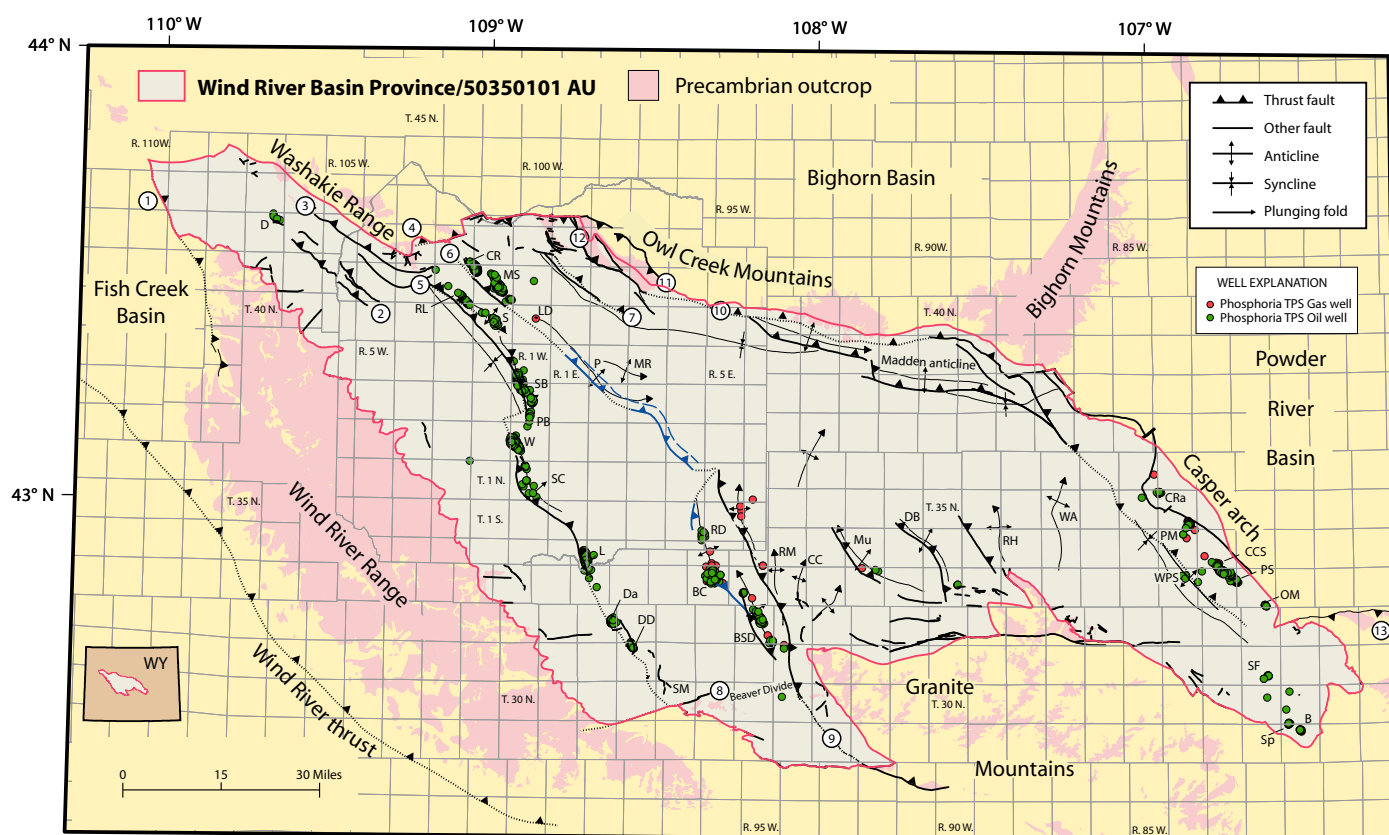 110° W
109° W
108° W
107° W
44° N
Wind River Basin Province/50350101 AU
Precambrian outcrop
Thrust fault
Other fault
Anticline
Syncline
Plunging fold
T. 45 N.
R. 110W.
Washakie Range
R. 105 W.
R. 100 W.
Bighorn Basin
Bighorn Mountains
1
3
4
R. 95 W.
D
12
Owl Creek Mountains
R. 90W.
R. 85 W.
6
CR
MS
WELL EXPLANATION
Phosphoria TPS Gas well
Phosphoria TPS Oil well
Fish Creek
Basin
5
11
T. 40 N.
2
RL
S
LD
7
10
T. 40 N.
R. 5 W.
R. 1 W.
R. 1 E.
P
MR
R. 5 E.
Madden anticline
Powder
River
Basin
SB
PB
W
43° N
T. 1 N.
SC
Casper arch
CRa
T. 35 N.
Wind River Range
T. 1 S.
RD
DB
T. 35 N.
RH
WA
PM
CCS
L
RM
CC
Mu
WPS
PS
BC
OM
Da
DD
BSD
13
WY
Wind River thrust
SM
8
Beaver Divide
Granite
T. 30 N.
SF
T. 30 N.
B
9
Sp
Mountains
0
15
30 Miles
R. 95 W.
R. 90 W.
R. 85 W.